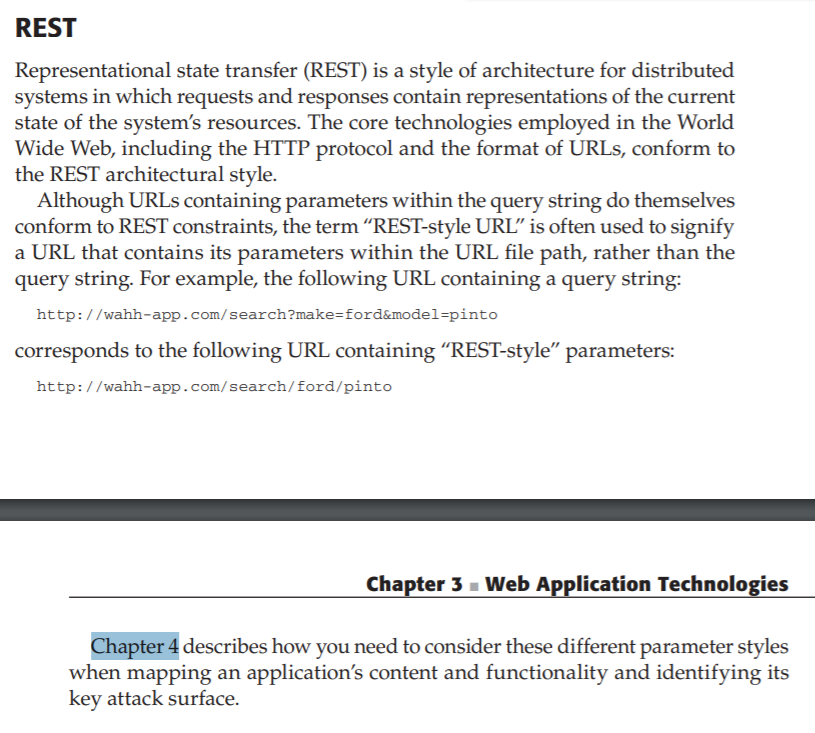 REST
Representational state transfer (REST) is a style of architecture for distributed
systems in which requests and responses contain representations of the current
state of the system’s resources. The core technologies employed in the World
Wide Web, including the HTTP protocol and the format of URLs, conform to
the REST architectural style.
Although URLs containing parameters within the query string do themselves
conform to REST constraints, the term “REST-style URL” is often used to signify
a URL that contains its parameters within the URL file path, rather than the
query string. For example, the following URL containing a query string:
http://wahh-app.com/search?make=ford&model=pinto
corresponds to the following URL containing “REST-style” parameters:
http://wahh-app.com/search/ford/pinto
Chapter 3 ■ Web Application Technologies
Chapter 4 describes how you need to consider these different parameter styles
when mapping an application’s content and functionality and identifying its
key attack surface.